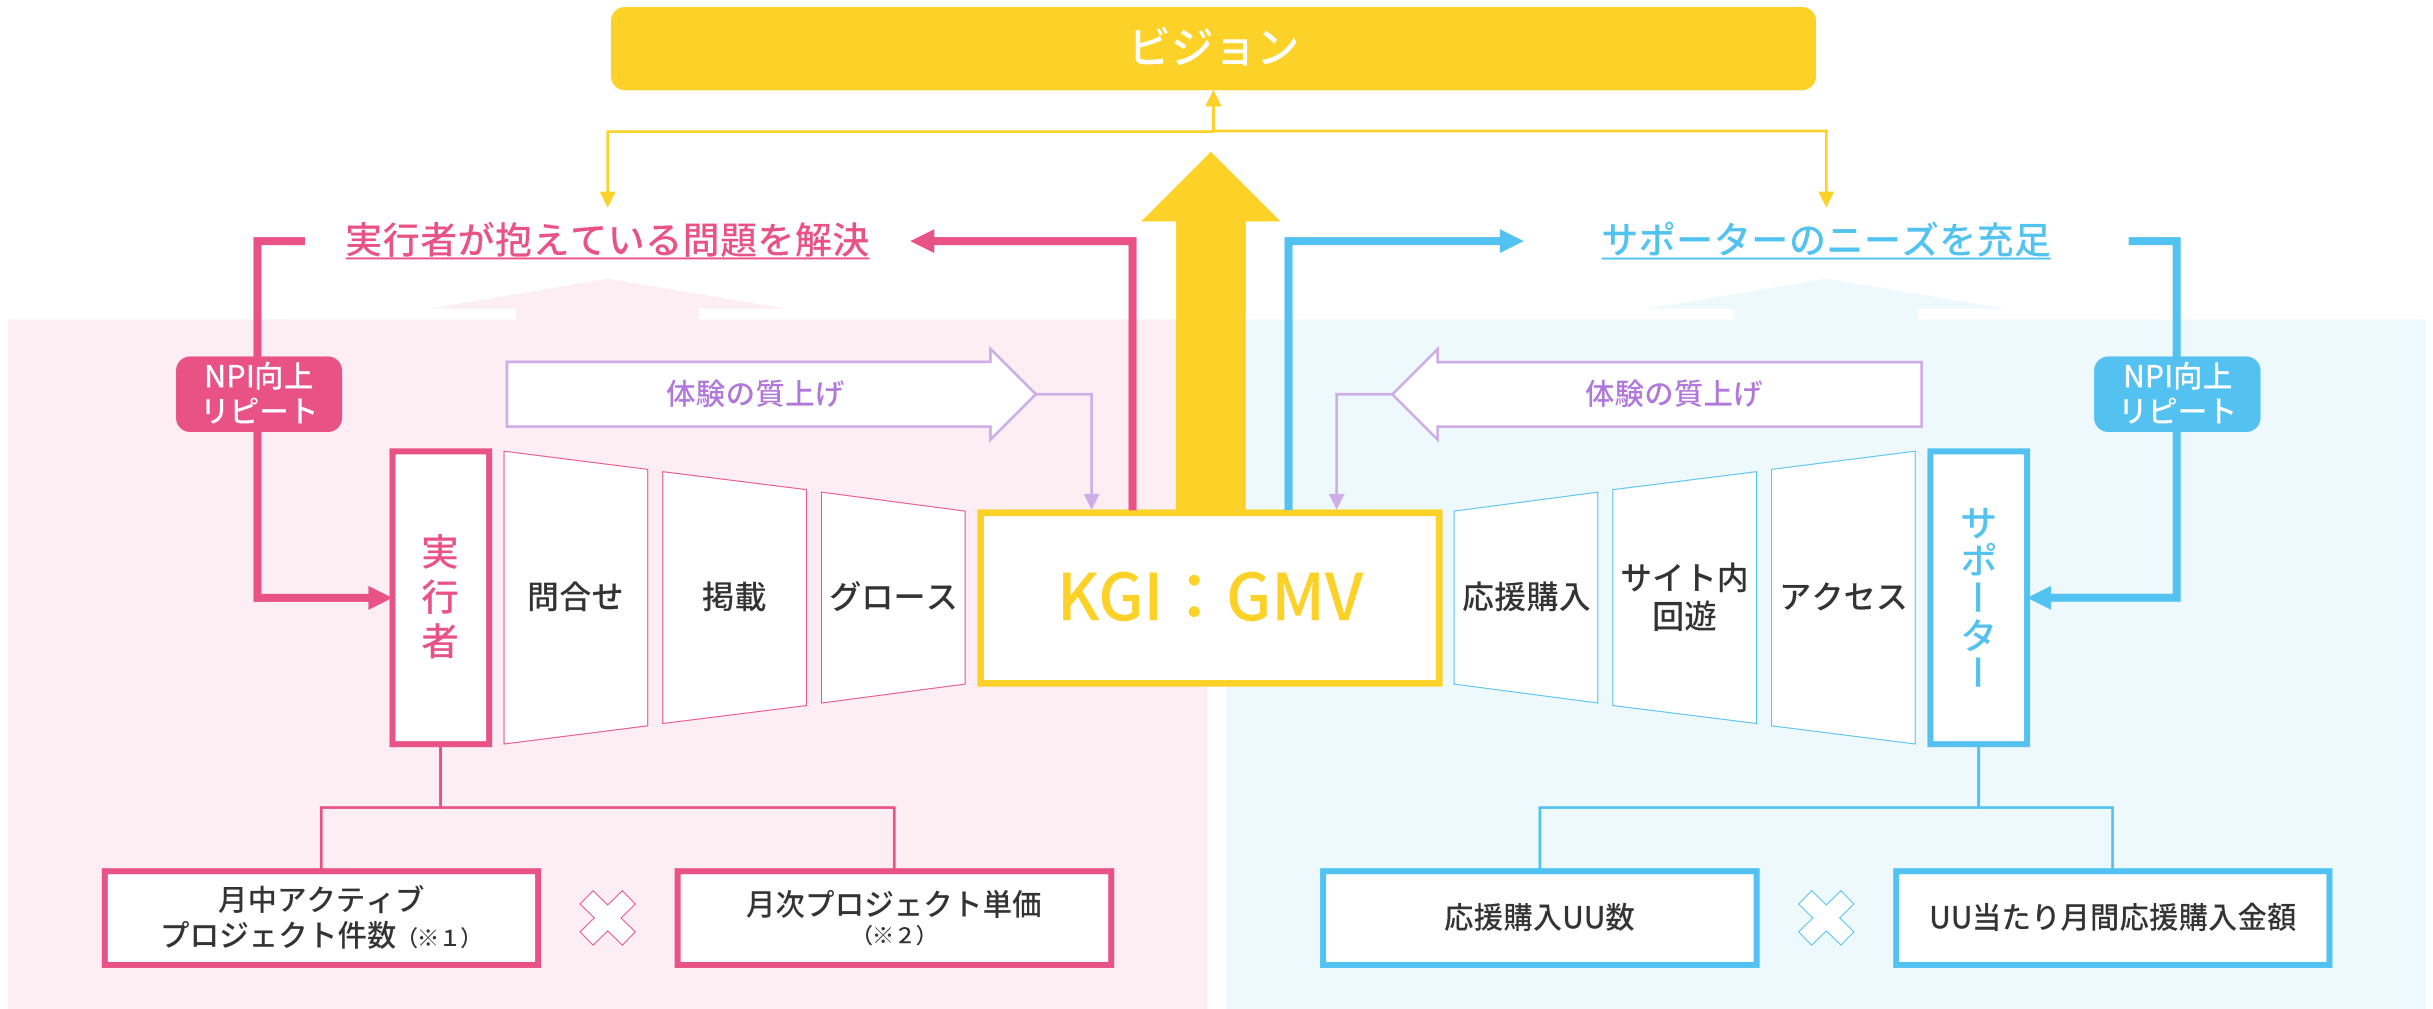 ビジョン
実行者が抱えている問題を解決
サポーターのニーズを充足
NPI向上
リピート
体験の質上げ
体験の質上げ
NPI向上
リピート
実行者
問合せ
掲載
グロース
KGI：GMV
応援購入
サイト内
回遊
アクセス
サポーター
月中アクティブ
プロジェクト件数（※１）
月次プロジェクト単価
（※２）
応援購入UU数
UU当たり月間応援購入金額